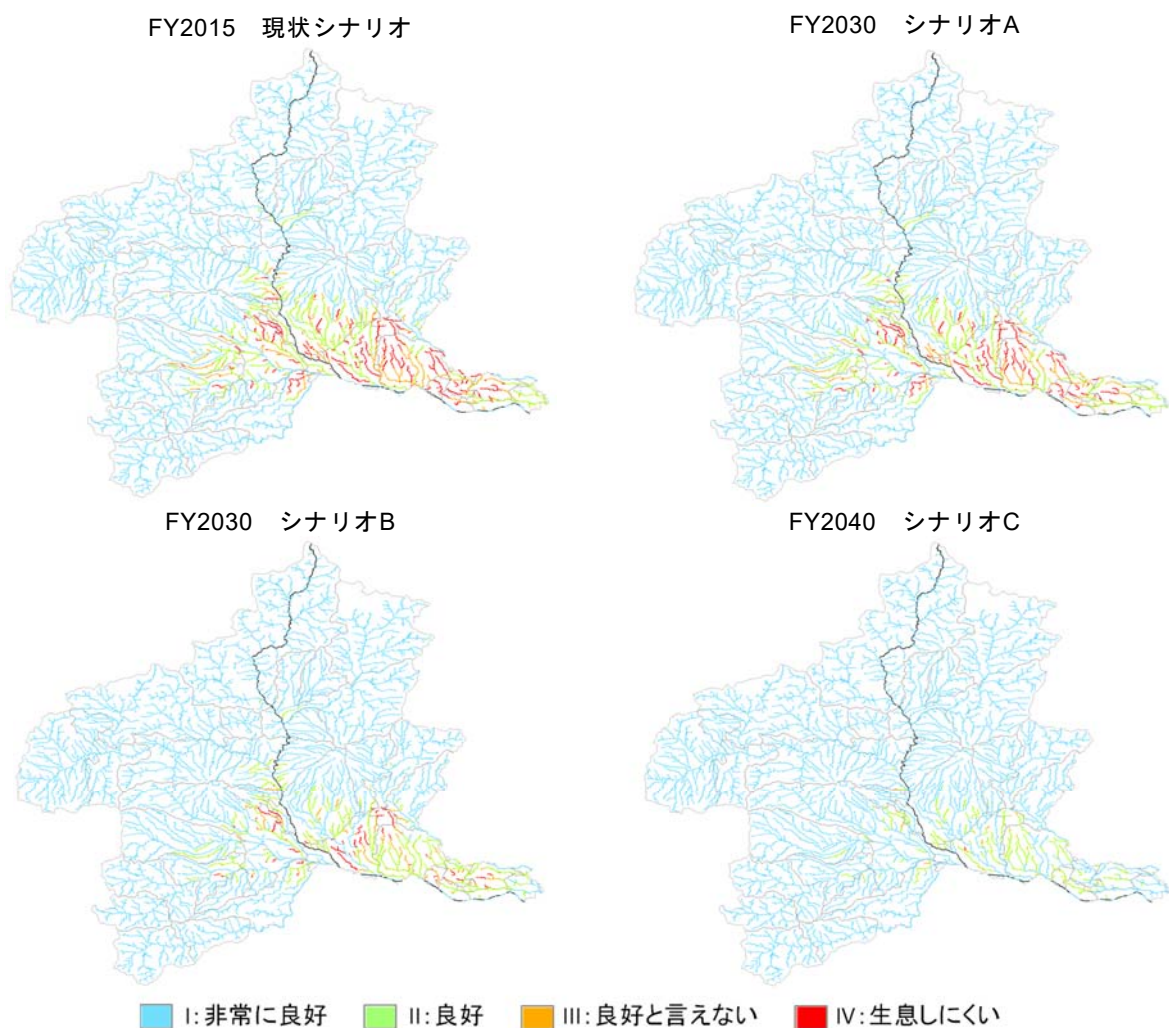 FY2015 現状シナリオ
FY2030 シナリオA
FY2030 シナリオB
FY2040 シナリオC
I:非常に良好 II:良好 III:良好と言えない IV:生息しにくい